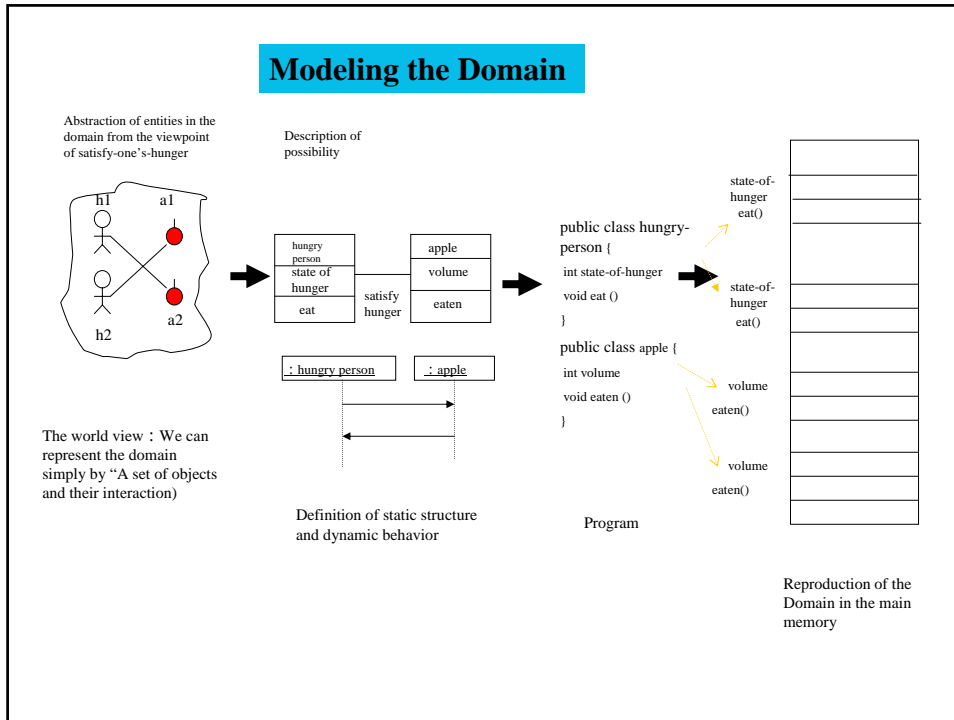 Modeling the Domain
Abstraction of entities in the
domain from the viewpoint
of satisfy-one's-hunger
h1
a1
h2
a2
The world view：We can
represent the domain
simply by “A set of objects
and their interaction)
Description of
possibility
hungry
person
state of
hunger
eat
satisfy
hunger
apple
volume
eaten
：hungry person
：apple
Definition of static structure
and dynamic behavior
public class hungry-
person {
int state-of-hunger
void eat ()
}
public class apple {
int volume
void eaten ()
}
Program
state-of-
hunger
eat()
state-of-
hunger
eat()
volume
eaten()
volume
eaten()
Reproduction of the
Domain in the main
memory